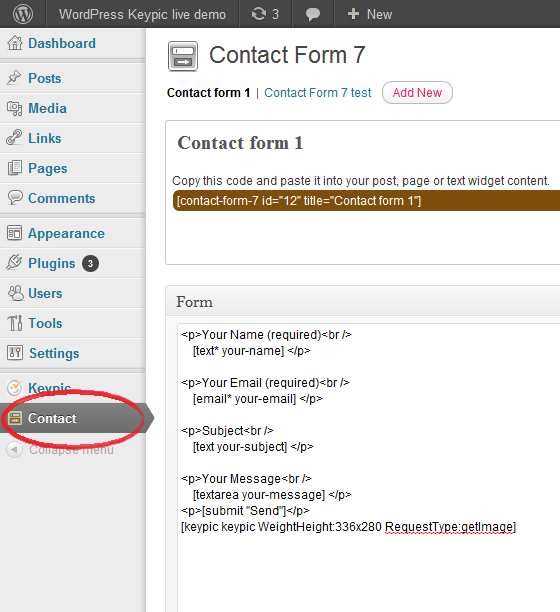 WordPress Keypic live demo 3 New
Dashboard
Posts
Media
Links
Pages
Comments
Appearance
Plugins 3
Users
Tools
Settings
Keypic
Contact
Collapse menu
Contact Form 7
Contact form 1 | Contact Form 7 test Add New
Contact form 1
Copy this code and paste it into your post, page or text widget content.
[contact-form-7 id="12" title="Contact form 1"]
Form
<p>Your Name (required)<br />
[text* your-name] </p>
<p>Your Email (required)<br />
[email* your-email] </p>
<p>Subject<br />
[text your-subject] </p>
<p>Your Message<br />
[textarea your-message] </p>
<p>[submit "Send"]</p>
[keypic keypic WeightHeight:336x280 RequestType:getImage]